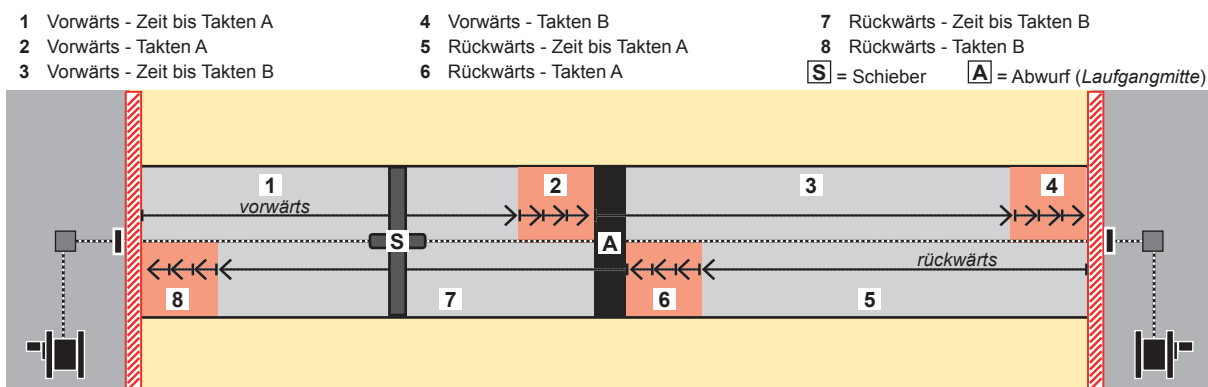 1 Vorwärts - Zeit bis Takten A
2 Vorwärts - Takten A
3 Vorwärts - Zeit bis Takten B
4 Vorwärts - Takten B
5 Rückwärts - Zeit bis Takten A
6 Rückwärts - Takten A
7 Rückwärts - Zeit bis Takten B
8 Rückwärts - Takten B
S = Schieber A = Abwurf (Laufgangmitte)
1 2 3 4
vorwärts
S A
rückwärts
8 7 6 5